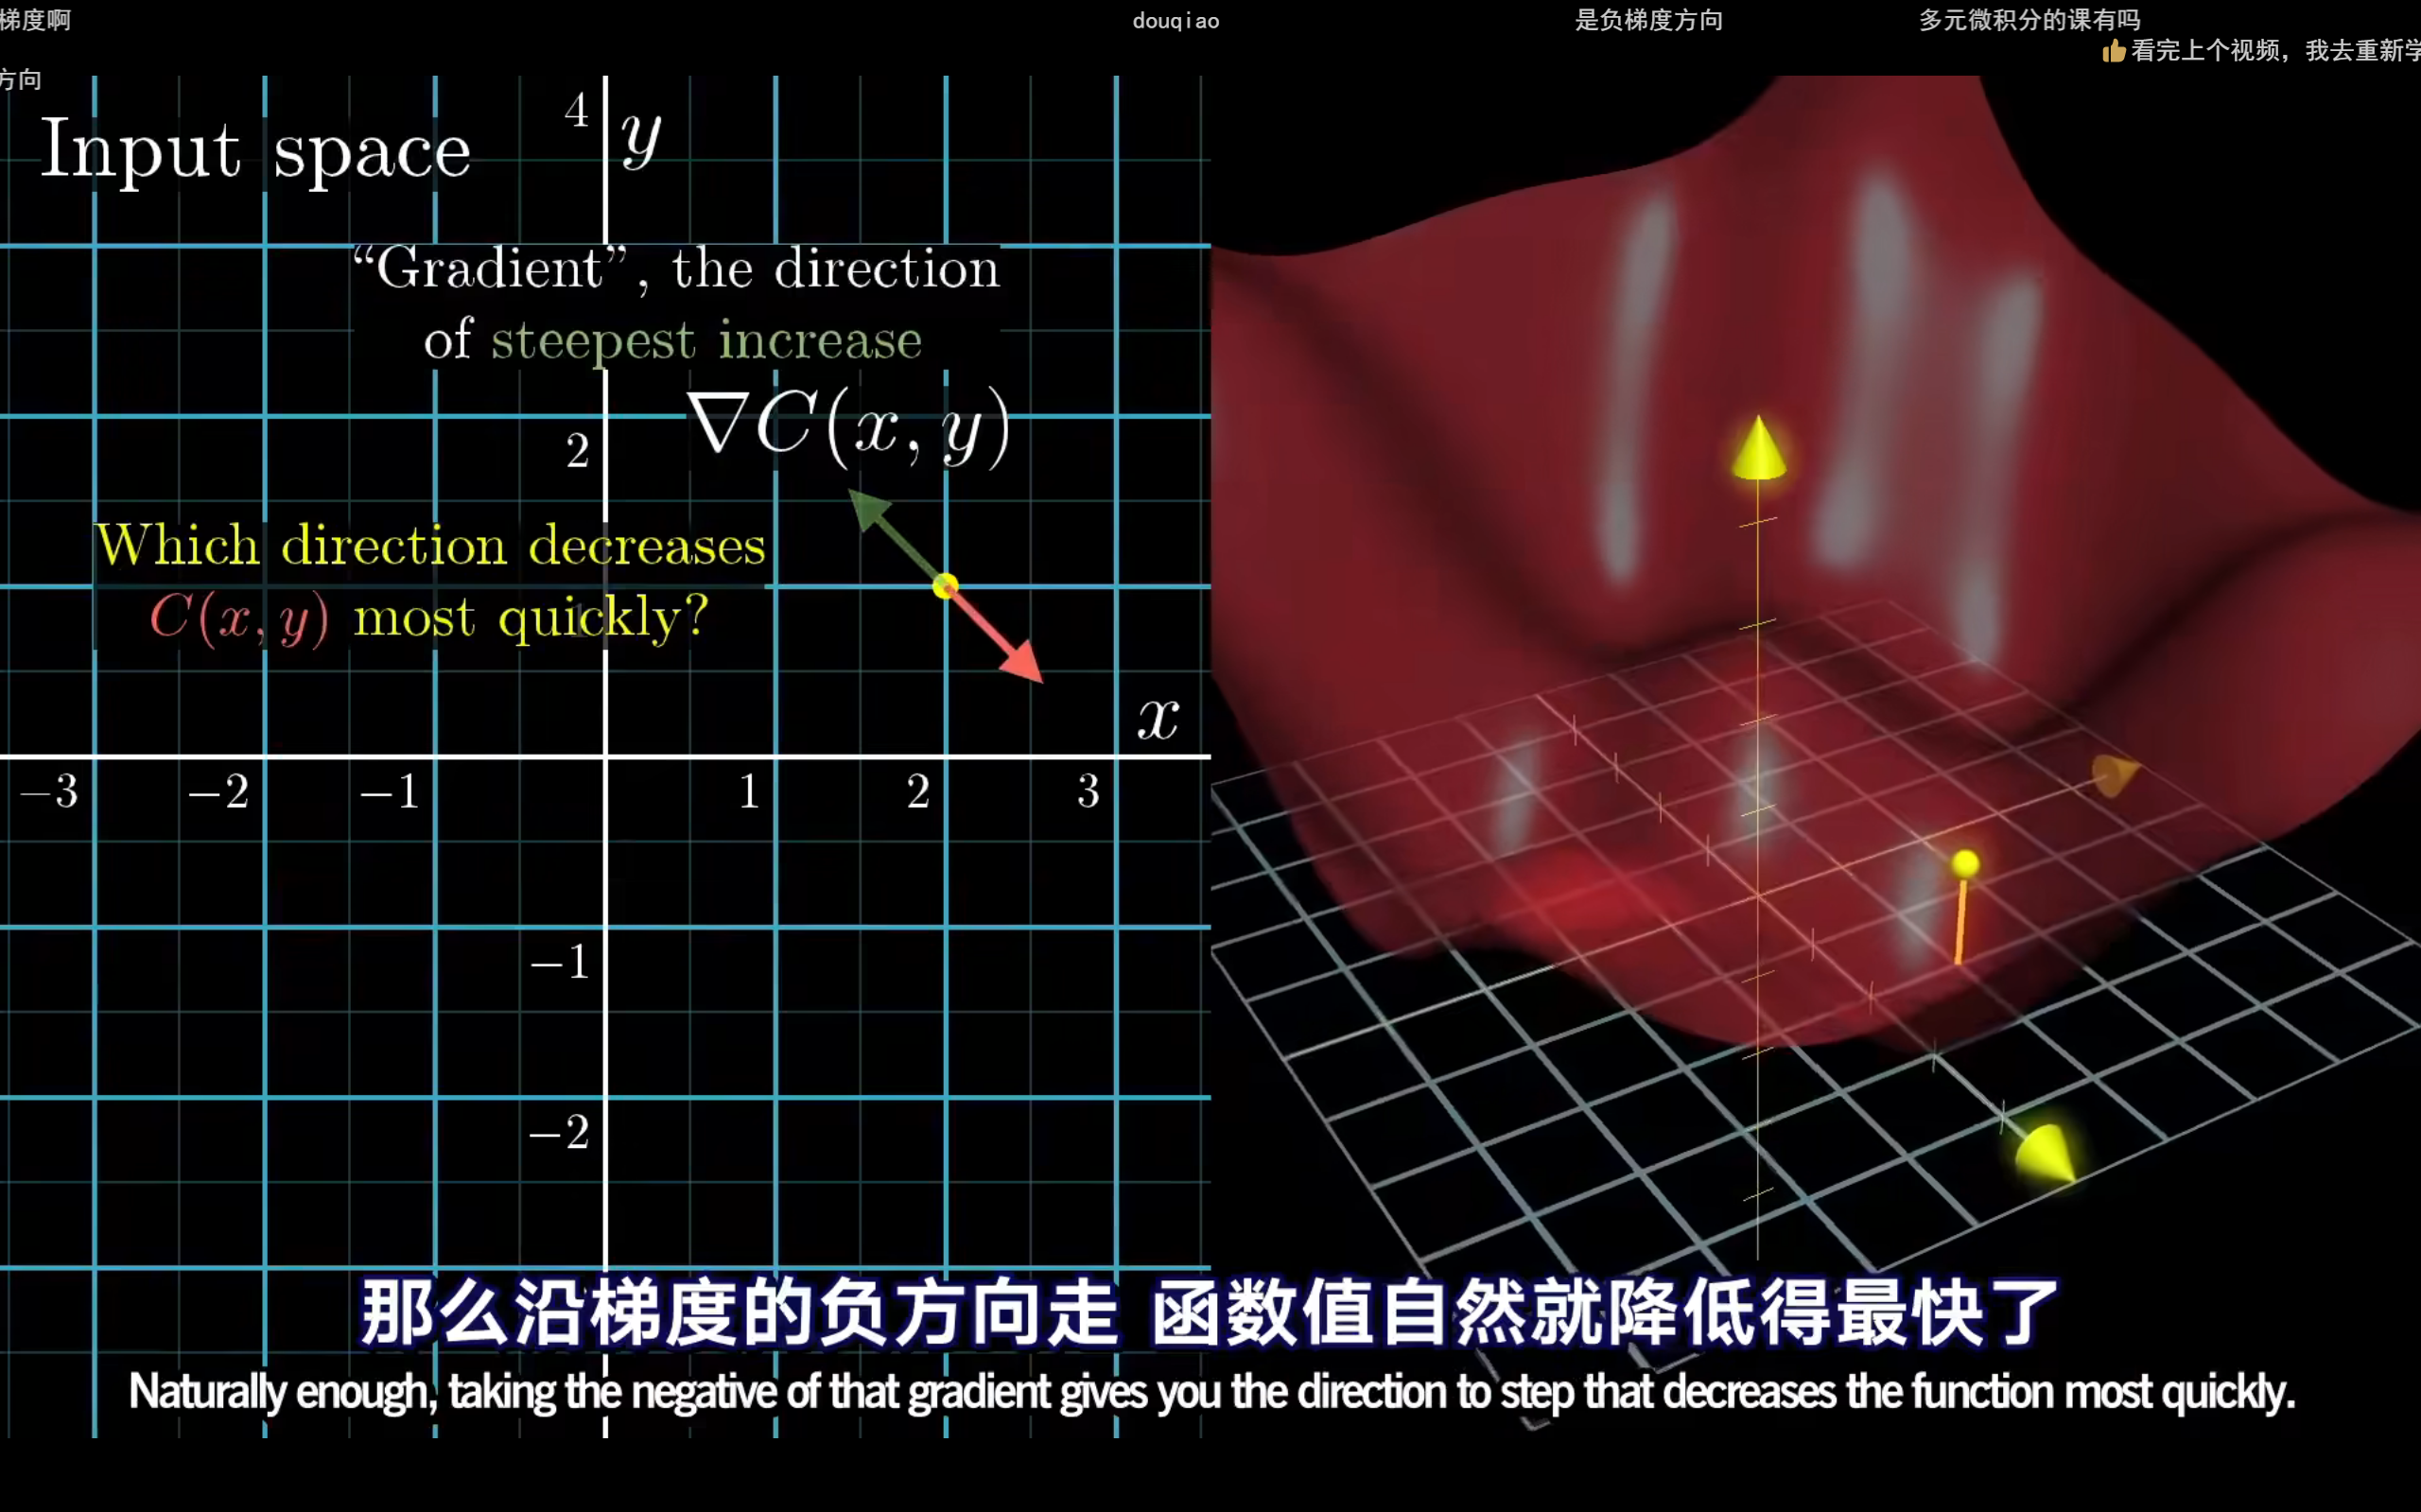 梯度啊
douqiao
是负梯度方向
多元微积分的课有吗
看完上个视频，我去重新学
方向
Input space
4
y
“Gradient”, the direction
of steepest increase
∇C(x, y)
2
Which direction decreases
C(x, y) most quickly?
1
x
−3 −2 −1 1 2 3
−1
−2
那么沿梯度的负方向走 函数值自然就降低得最快了
Naturally enough, taking the negative of that gradient gives you the direction to step that decreases the function most quickly.